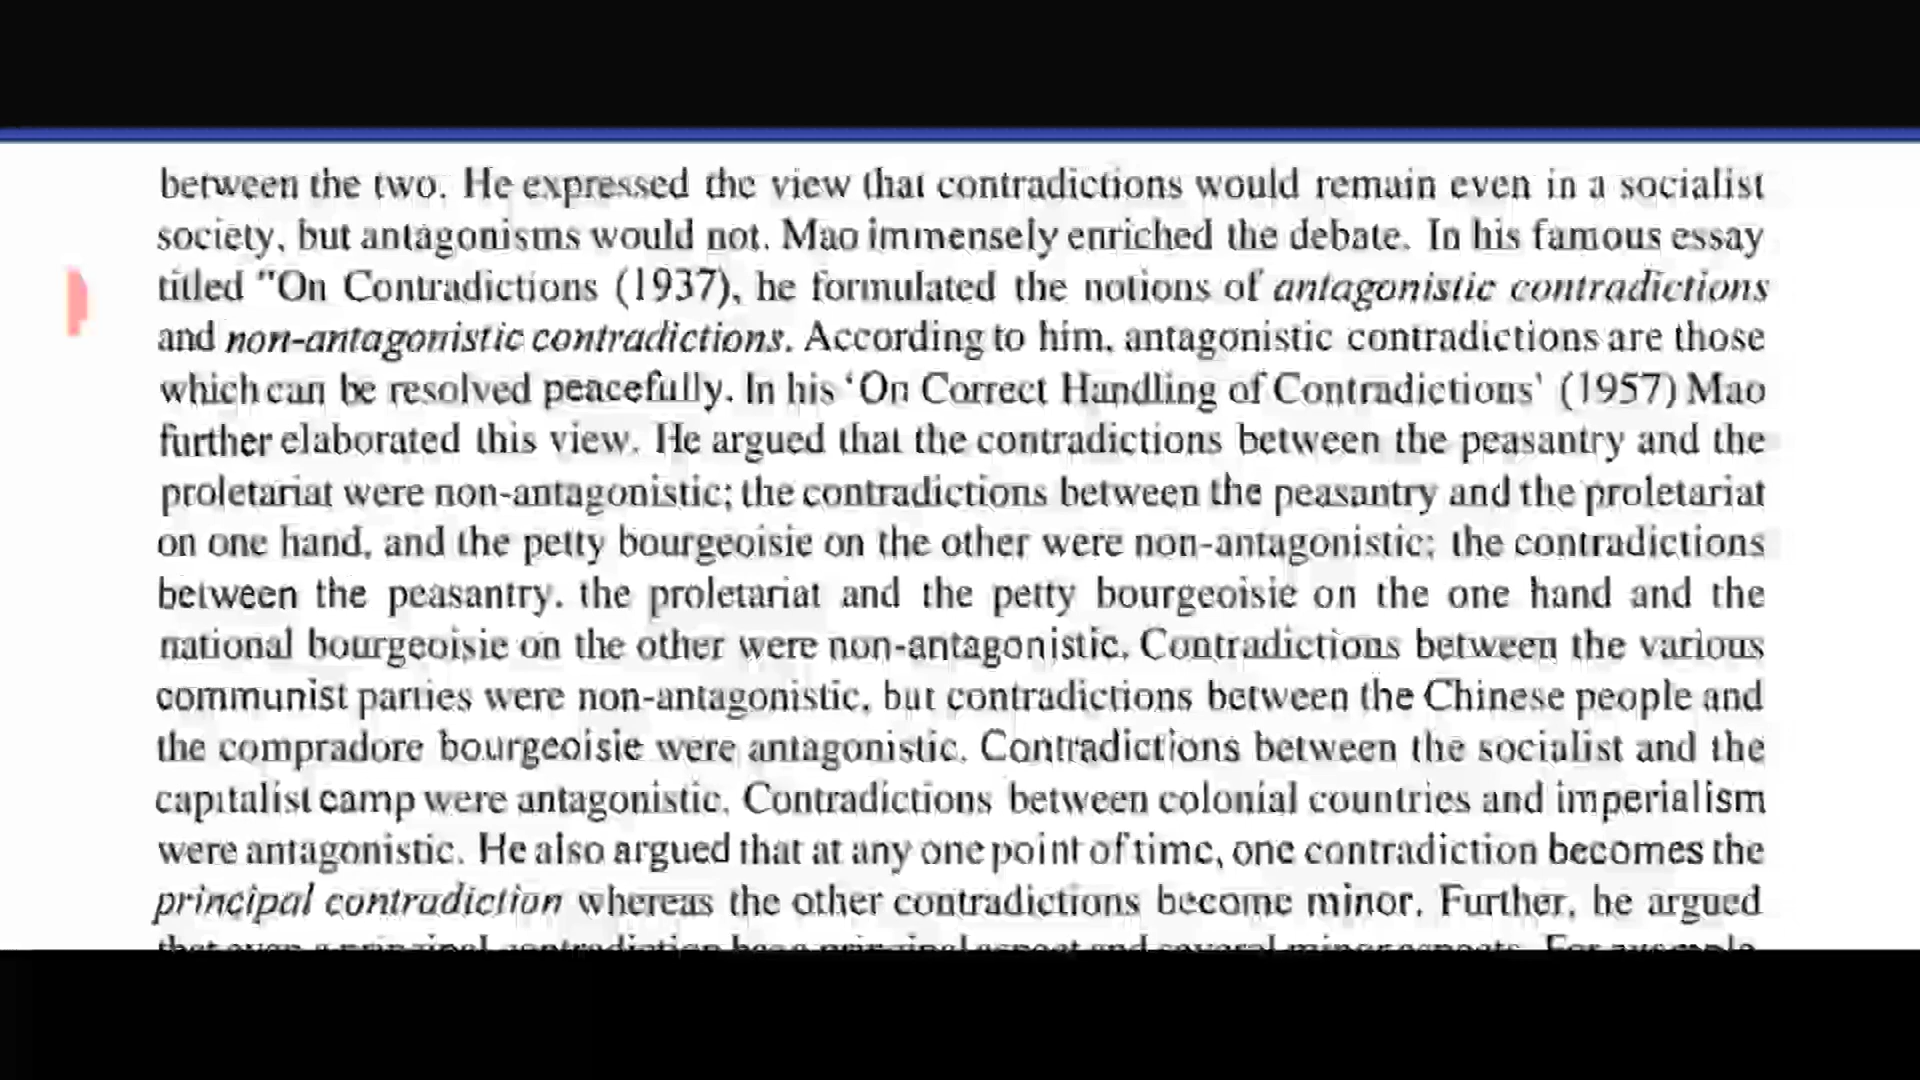 between the two. He expressed the view that contradictions would remain even in a socialist
society, but antagonisms would not. Mao immensely enriched the debate. In his famous essay
titled "On Contradictions (1937), he formulated the notions of antagonistic contradictions
and non-antagonistic contradictions. According to him, antagonistic contradictions are those
which can be resolved peacefully. In his 'On Correct Handling of Contradictions' (1957) Mao
further elaborated this view. He argued that the contradictions between the peasantry and the
proletariat were non-antagonistic; the contradictions between the peasantry and the proletariat
on one hand, and the petty bourgeoisie on the other were non-antagonistic; the contradictions
between the peasantry, the proletariat and the petty bourgeoisie on the one hand and the
national bourgeoisie on the other were non-antagonistic. Contradictions between the various
communist parties were non-antagonistic, but contradictions between the Chinese people and
the compradore bourgeoisie were antagonistic. Contradictions between the socialist and the
capitalist camp were antagonistic. Contradictions between colonial countries and imperialism
were antagonistic. He also argued that at any one point of time, one contradiction becomes the
principal contradiction whereas the other contradictions become minor. Further, he argued